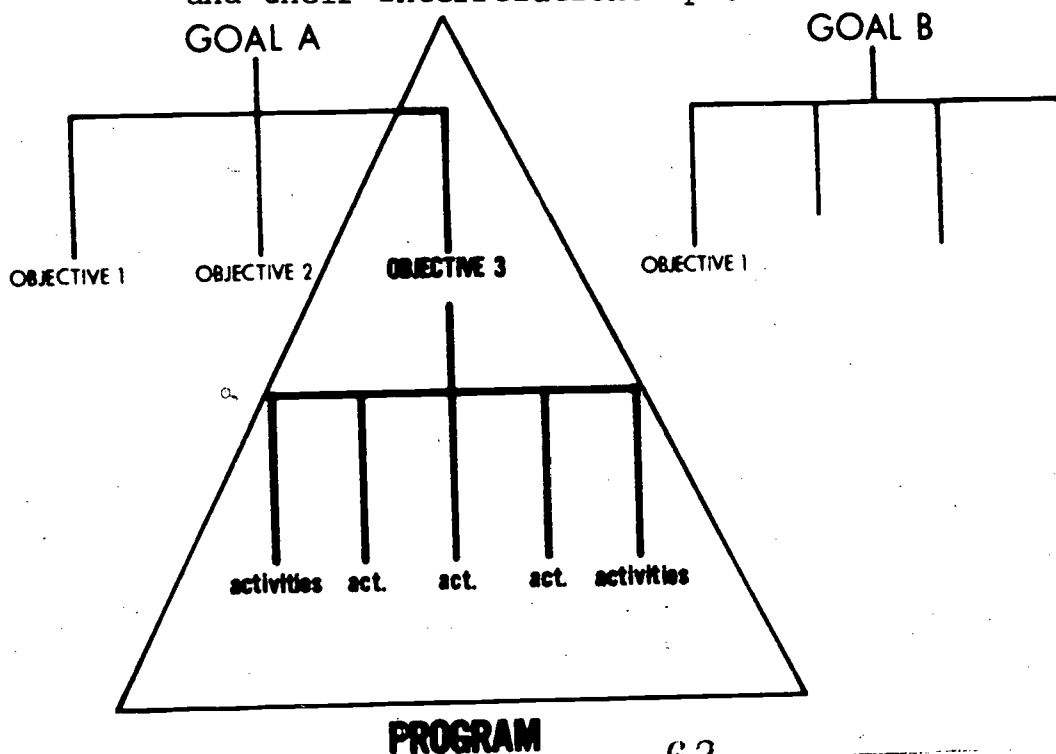 GOAL A
GOAL B
OBJECTIVE 1
OBJECTIVE 2
OBJECTIVE 3
OBJECTIVE 1
activities act. act. act. activities
PROGRAM